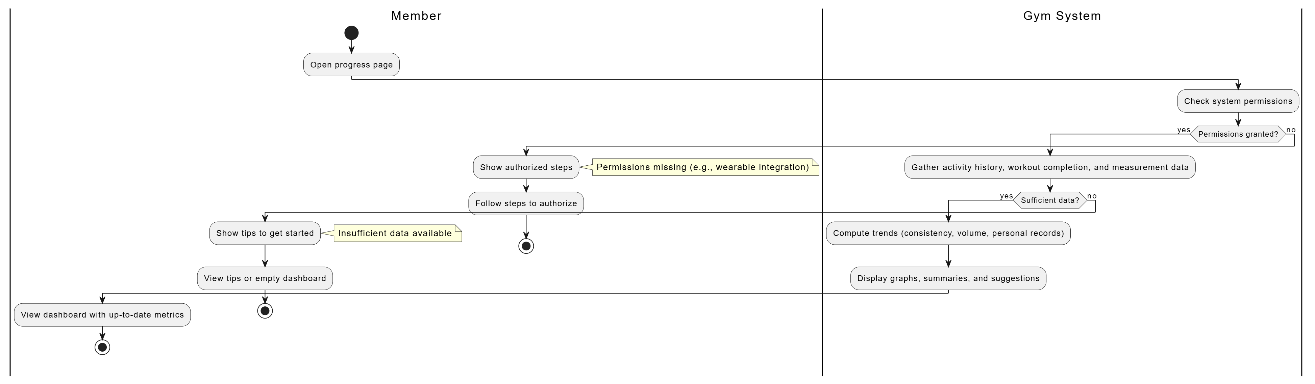 Member
Gym System
Open progress page
Check system permissions
yes
Permissions granted?
no
Show authorized steps
Permissions missing (e.g., wearable integration)
Gather activity history, workout completion, and measurement data
Follow steps to authorize
yes
Sufficient data?
no
Show tips to get started
Insufficient data available
Compute trends (consistency, volume, personal records)
View tips or empty dashboard
Display graphs, summaries, and suggestions
View dashboard with up-to-date metrics